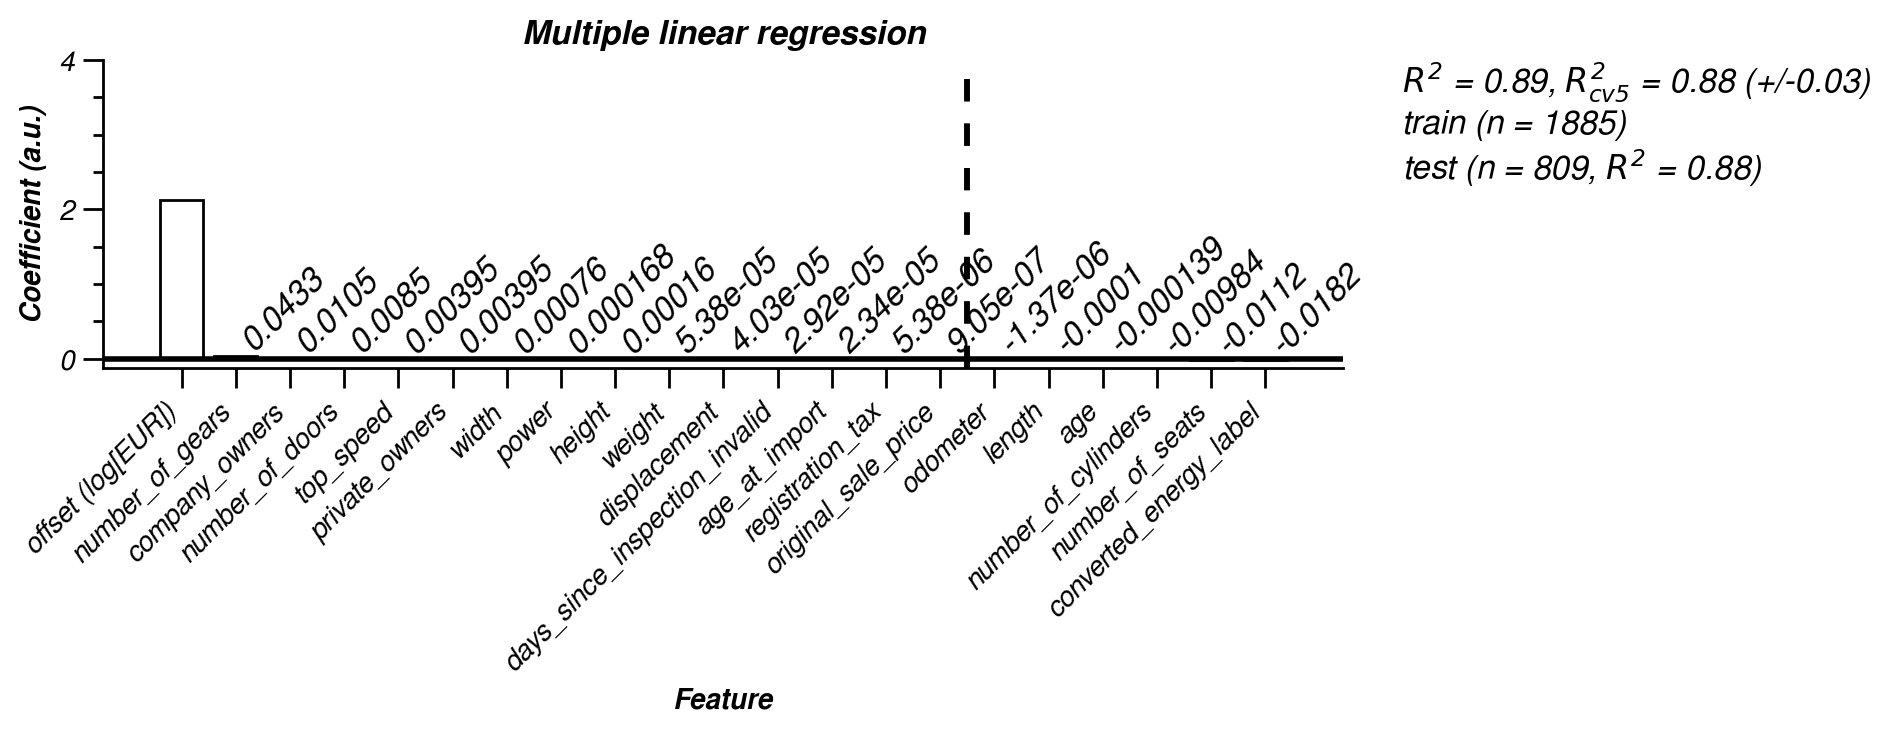 Multiple linear regression
R² = 0.89, R²cv5 = 0.88 (+/-0.03)
train (n = 1885)
test (n = 809, R² = 0.88)
Coefficient (a.u.)
4
2
0
0.0433
0.0105
0.0085
0.00395
0.00395
0.00076
0.000168
0.00016
5.38e-05
4.03e-05
2.92e-05
2.34e-05
5.38e-06
9.05e-07
-1.37e-06
-0.0001
-0.000139
-0.00984
-0.0112
-0.0182
offset (log[EUR])
number_of_gears
company_owners
number_of_doors
top_speed
private_owners
width
power
height
weight
displacement
days_since_inspection_invalid
age_at_import
registration_tax
original_sale_price
odometer
length
age
number_of_cylinders
number_of_seats
converted_energy_label
Feature